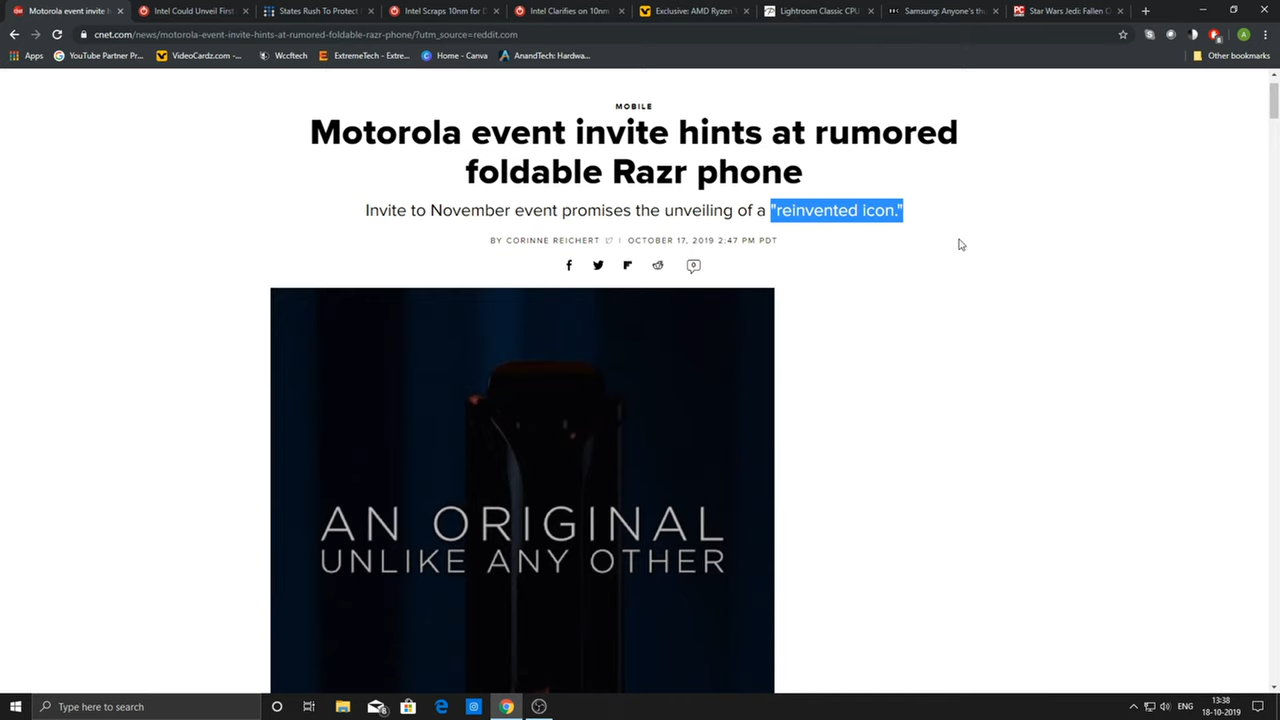 Motorola event invite h
Intel Could Unveil First
States Rush To Protect
Intel Scraps 10nm for D
Intel Clarifies on 10nm
Exclusive: AMD Ryzen
Lightroom Classic CPU
Samsung: Anyone's th
Star Wars Jedi: Fallen C
cnet.com/news/motorola-event-invite-hints-at-rumored-foldable-razr-phone/?utm_source=reddit.com
Apps
YouTube Partner Pr...
VideoCardz.com -...
Wccftech
ExtremeTech - Extre...
Home - Canva
AnandTech: Hardwa...
Other bookmarks
MOBILE
Motorola event invite hints at rumored
foldable Razr phone
Invite to November event promises the unveiling of a "reinvented icon."
BY CORINNE REICHERT | OCTOBER 17, 2019 2:47 PM PDT
0
AN ORIGINAL
UNLIKE ANY OTHER
Type here to search
ENG
13:38
18-10-2019